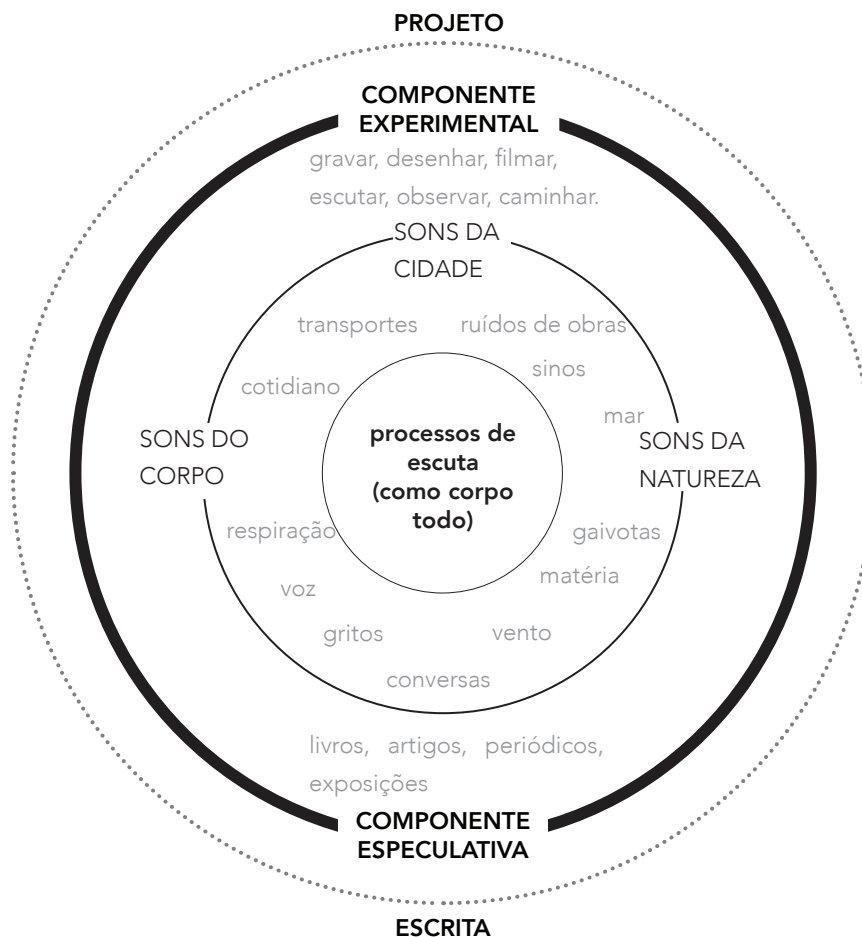 PROJETO
COMPONENTE
EXPERIMENTAL
gravar, desenhar, filmar,
escutar, observar, caminhar.
SONS DA
CIDADE
transportes
ruídos de obras
sinos
cotidiano
mar
SONS DO
CORPO
processos de
escuta
(como corpo
todo)
SONS DA
NATUREZA
respiração
gaivotas
matéria
voz
gritos
vento
conversas
livros, artigos, periódicos,
exposições
COMPONENTE
ESPECULATIVA
ESCRITA